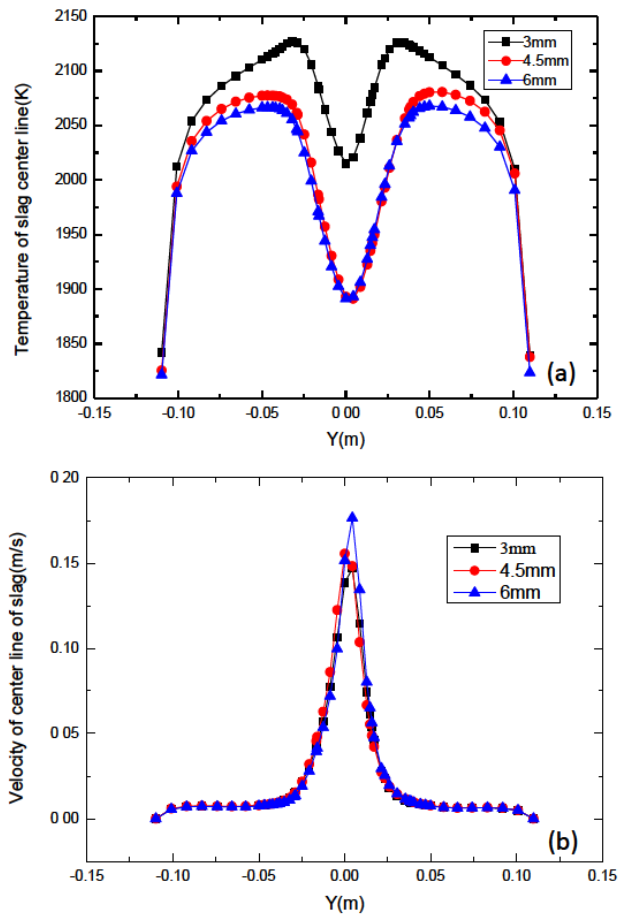 2150
2100
2050
2000
1950
1900
1850
1800
Temperature of slag center line(K)
3mm
4.5mm
6mm
(a)
-0.15 -0.10 -0.05 0.00 0.05 0.10 0.15
Y(m)
0 20
0.15
0.10
0.05
0 00
Velocity of center line of slag(m/s)
3mm
4.5mm
6mm
(b)
-0.15 -0.10 -0.05 0.00 0.05 0.10 0.15
Y(m)